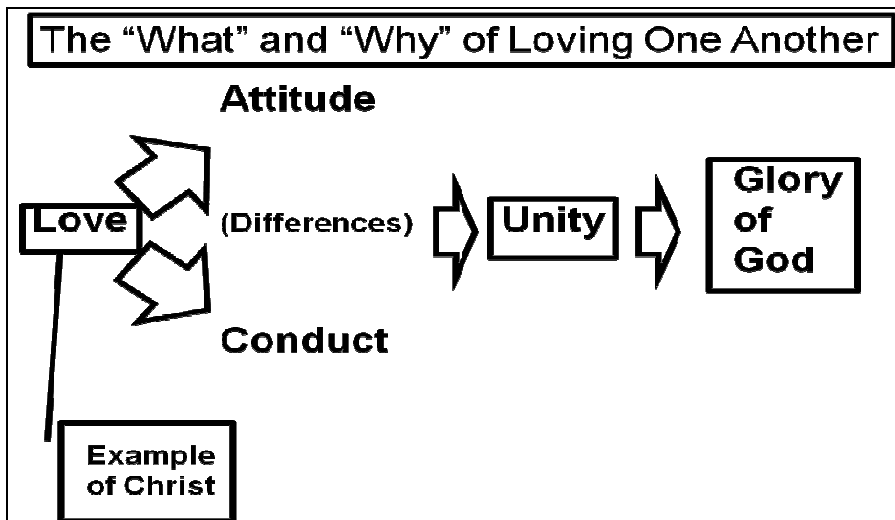 The “What” and “Why” of Loving One Another
Attitude
Love
(Differences)
Unity
Glory
of
God
Conduct
Example
of Christ